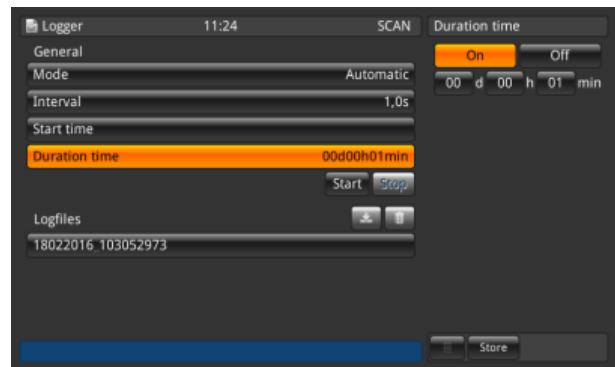 Logger 11:24 SCAN
General
Mode Automatic
Interval 1,0s
Start time
Duration time 00d00h01min
Start Stop
Logfiles
18022016_103052973
Duration time
On Off
00 d 00 h 01 min
Store